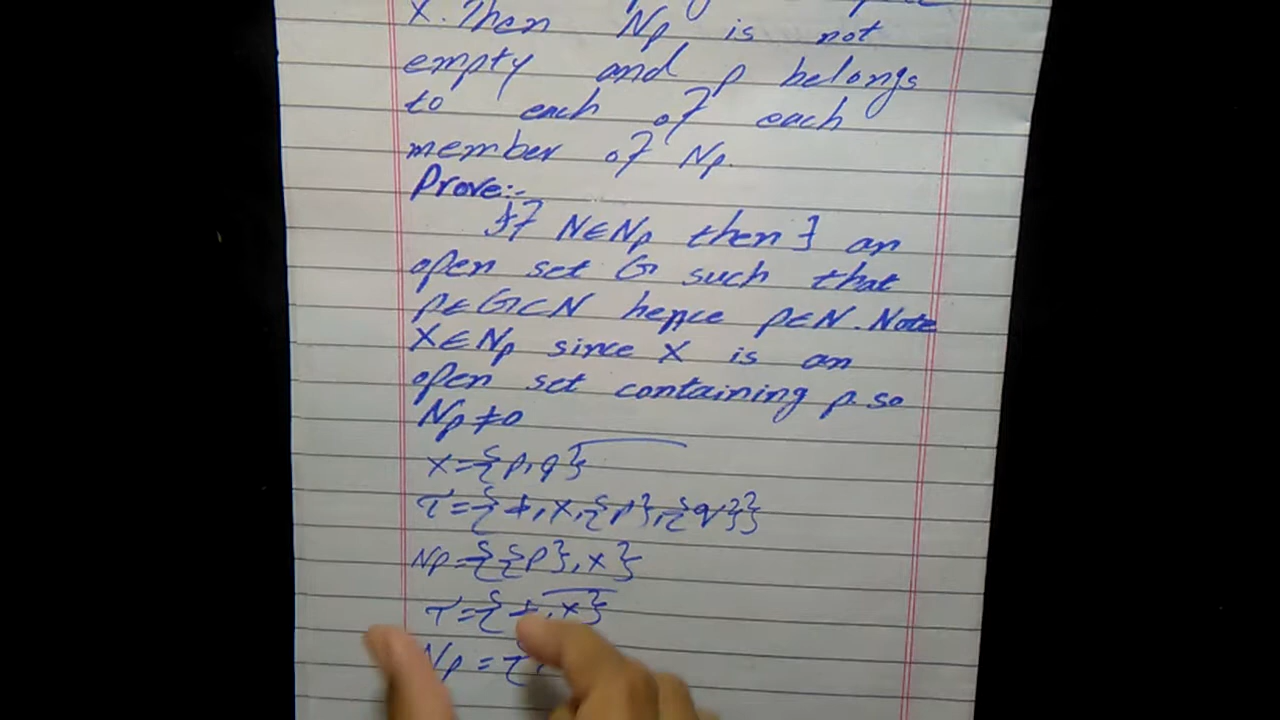 X. Then Np is not
empty and p belongs
to each of each
member of Np.
Prove:-
If N∈Np then ∃ an
open set G such that
p∈G⊂N hence p∈N. Note
X∈Np since X is an
open set containing p so
Np≠∅
X={p,q}
τ={ϕ,X,{p},{q}}
Np={{p},X}
τ={ϕ,X}
Np={